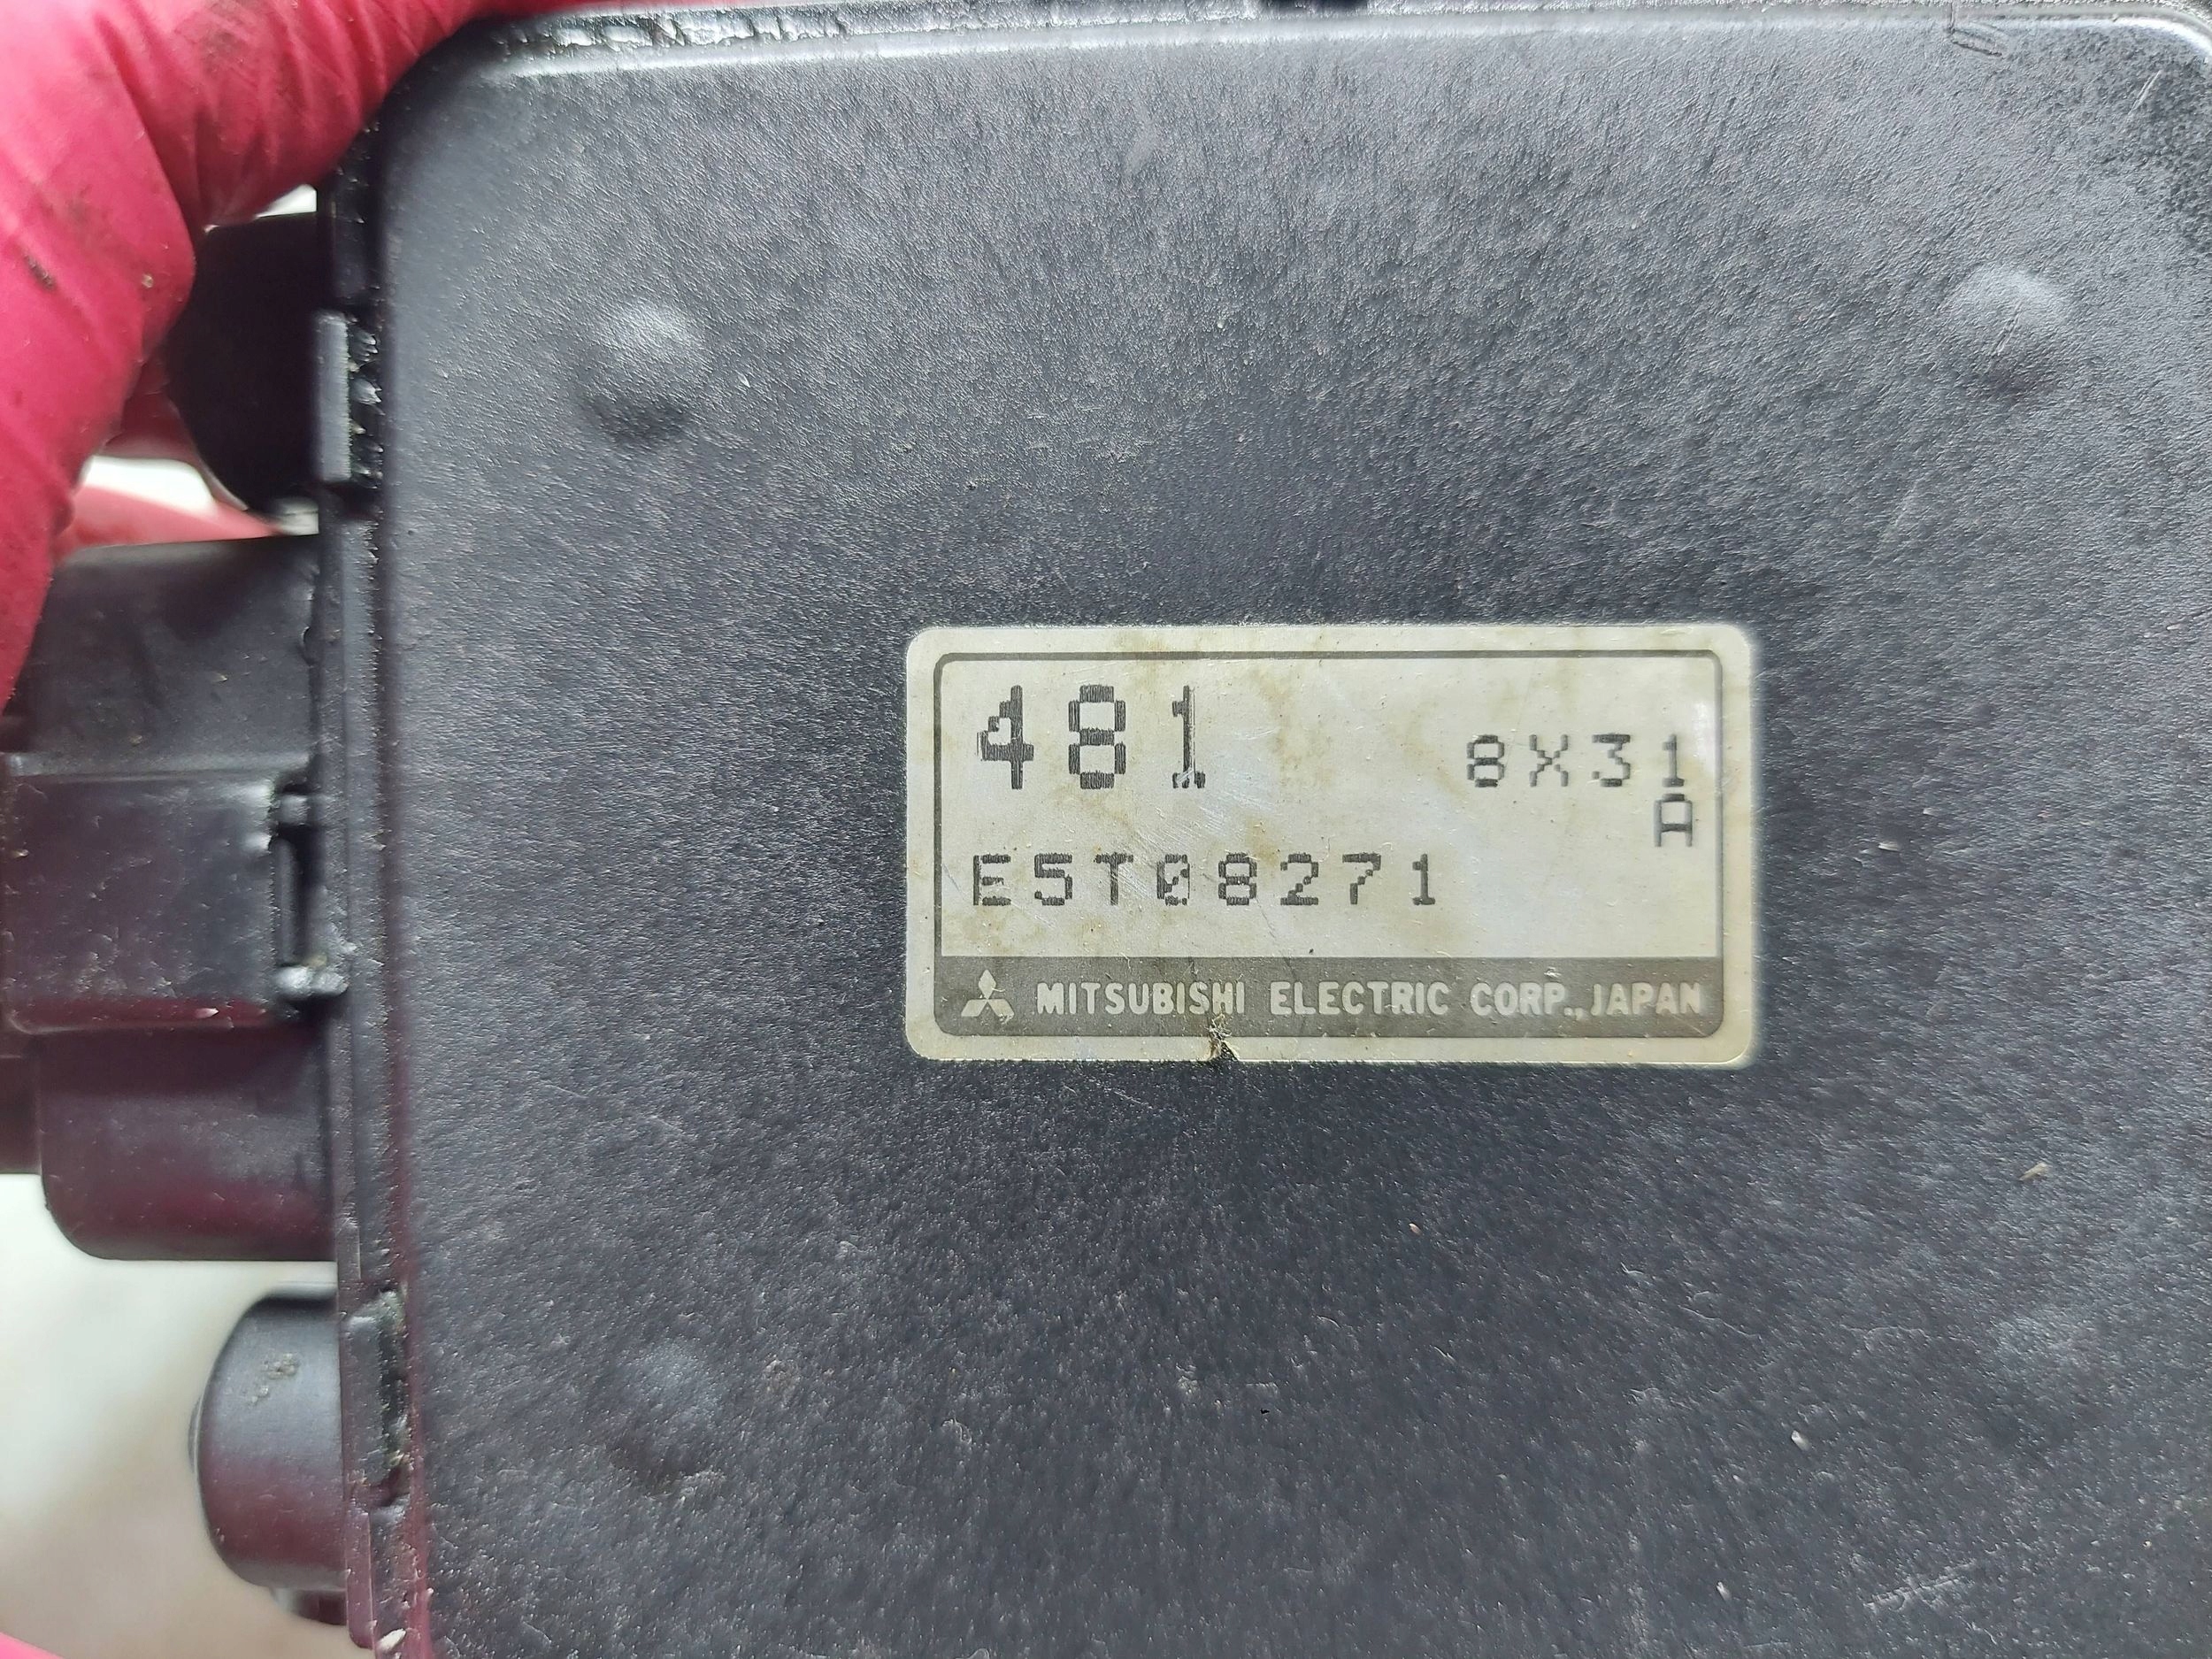 481 8X31
A
E5T08271
MITSUBISHI ELECTRIC CORP., JAPAN